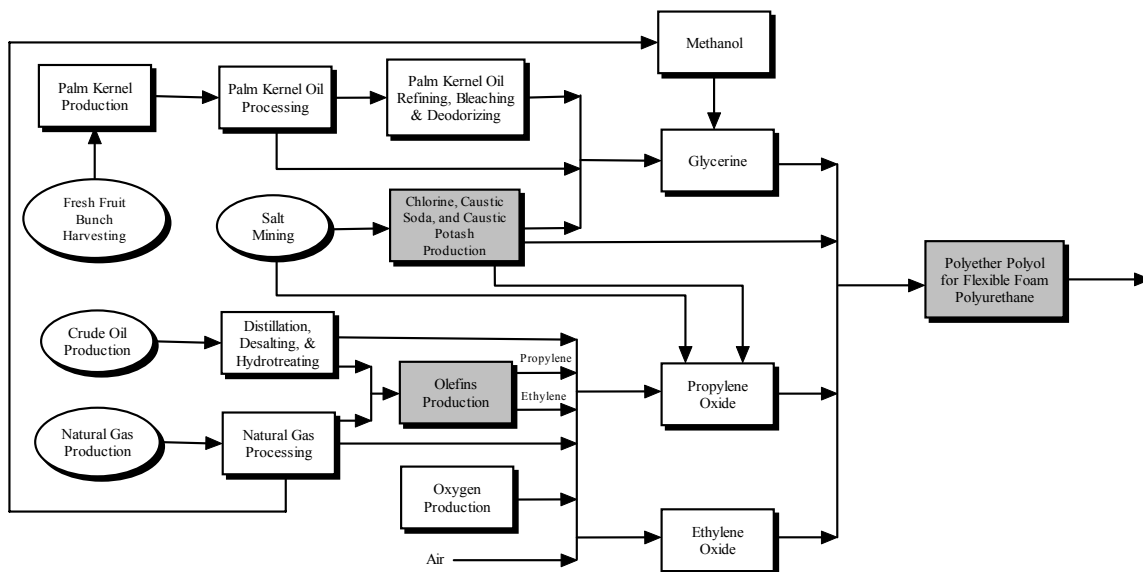 Methanol
Palm Kernel
Production
Palm Kernel Oil
Processing
Palm Kernel Oil
Refining, Bleaching
& Deodorizing
Glycerine
Fresh Fruit
Bunch
Harvesting
Salt
Mining
Chlorine, Caustic
Soda, and Caustic
Potash
Production
Polyether Polyol
for Flexible Foam
Polyurethane
Crude Oil
Production
Distillation,
Desalting, &
Hydrotreating
Olefins
Production
Propylene
Ethylene
Propylene
Oxide
Natural Gas
Production
Natural Gas
Processing
Oxygen
Production
Ethylene
Oxide
Air